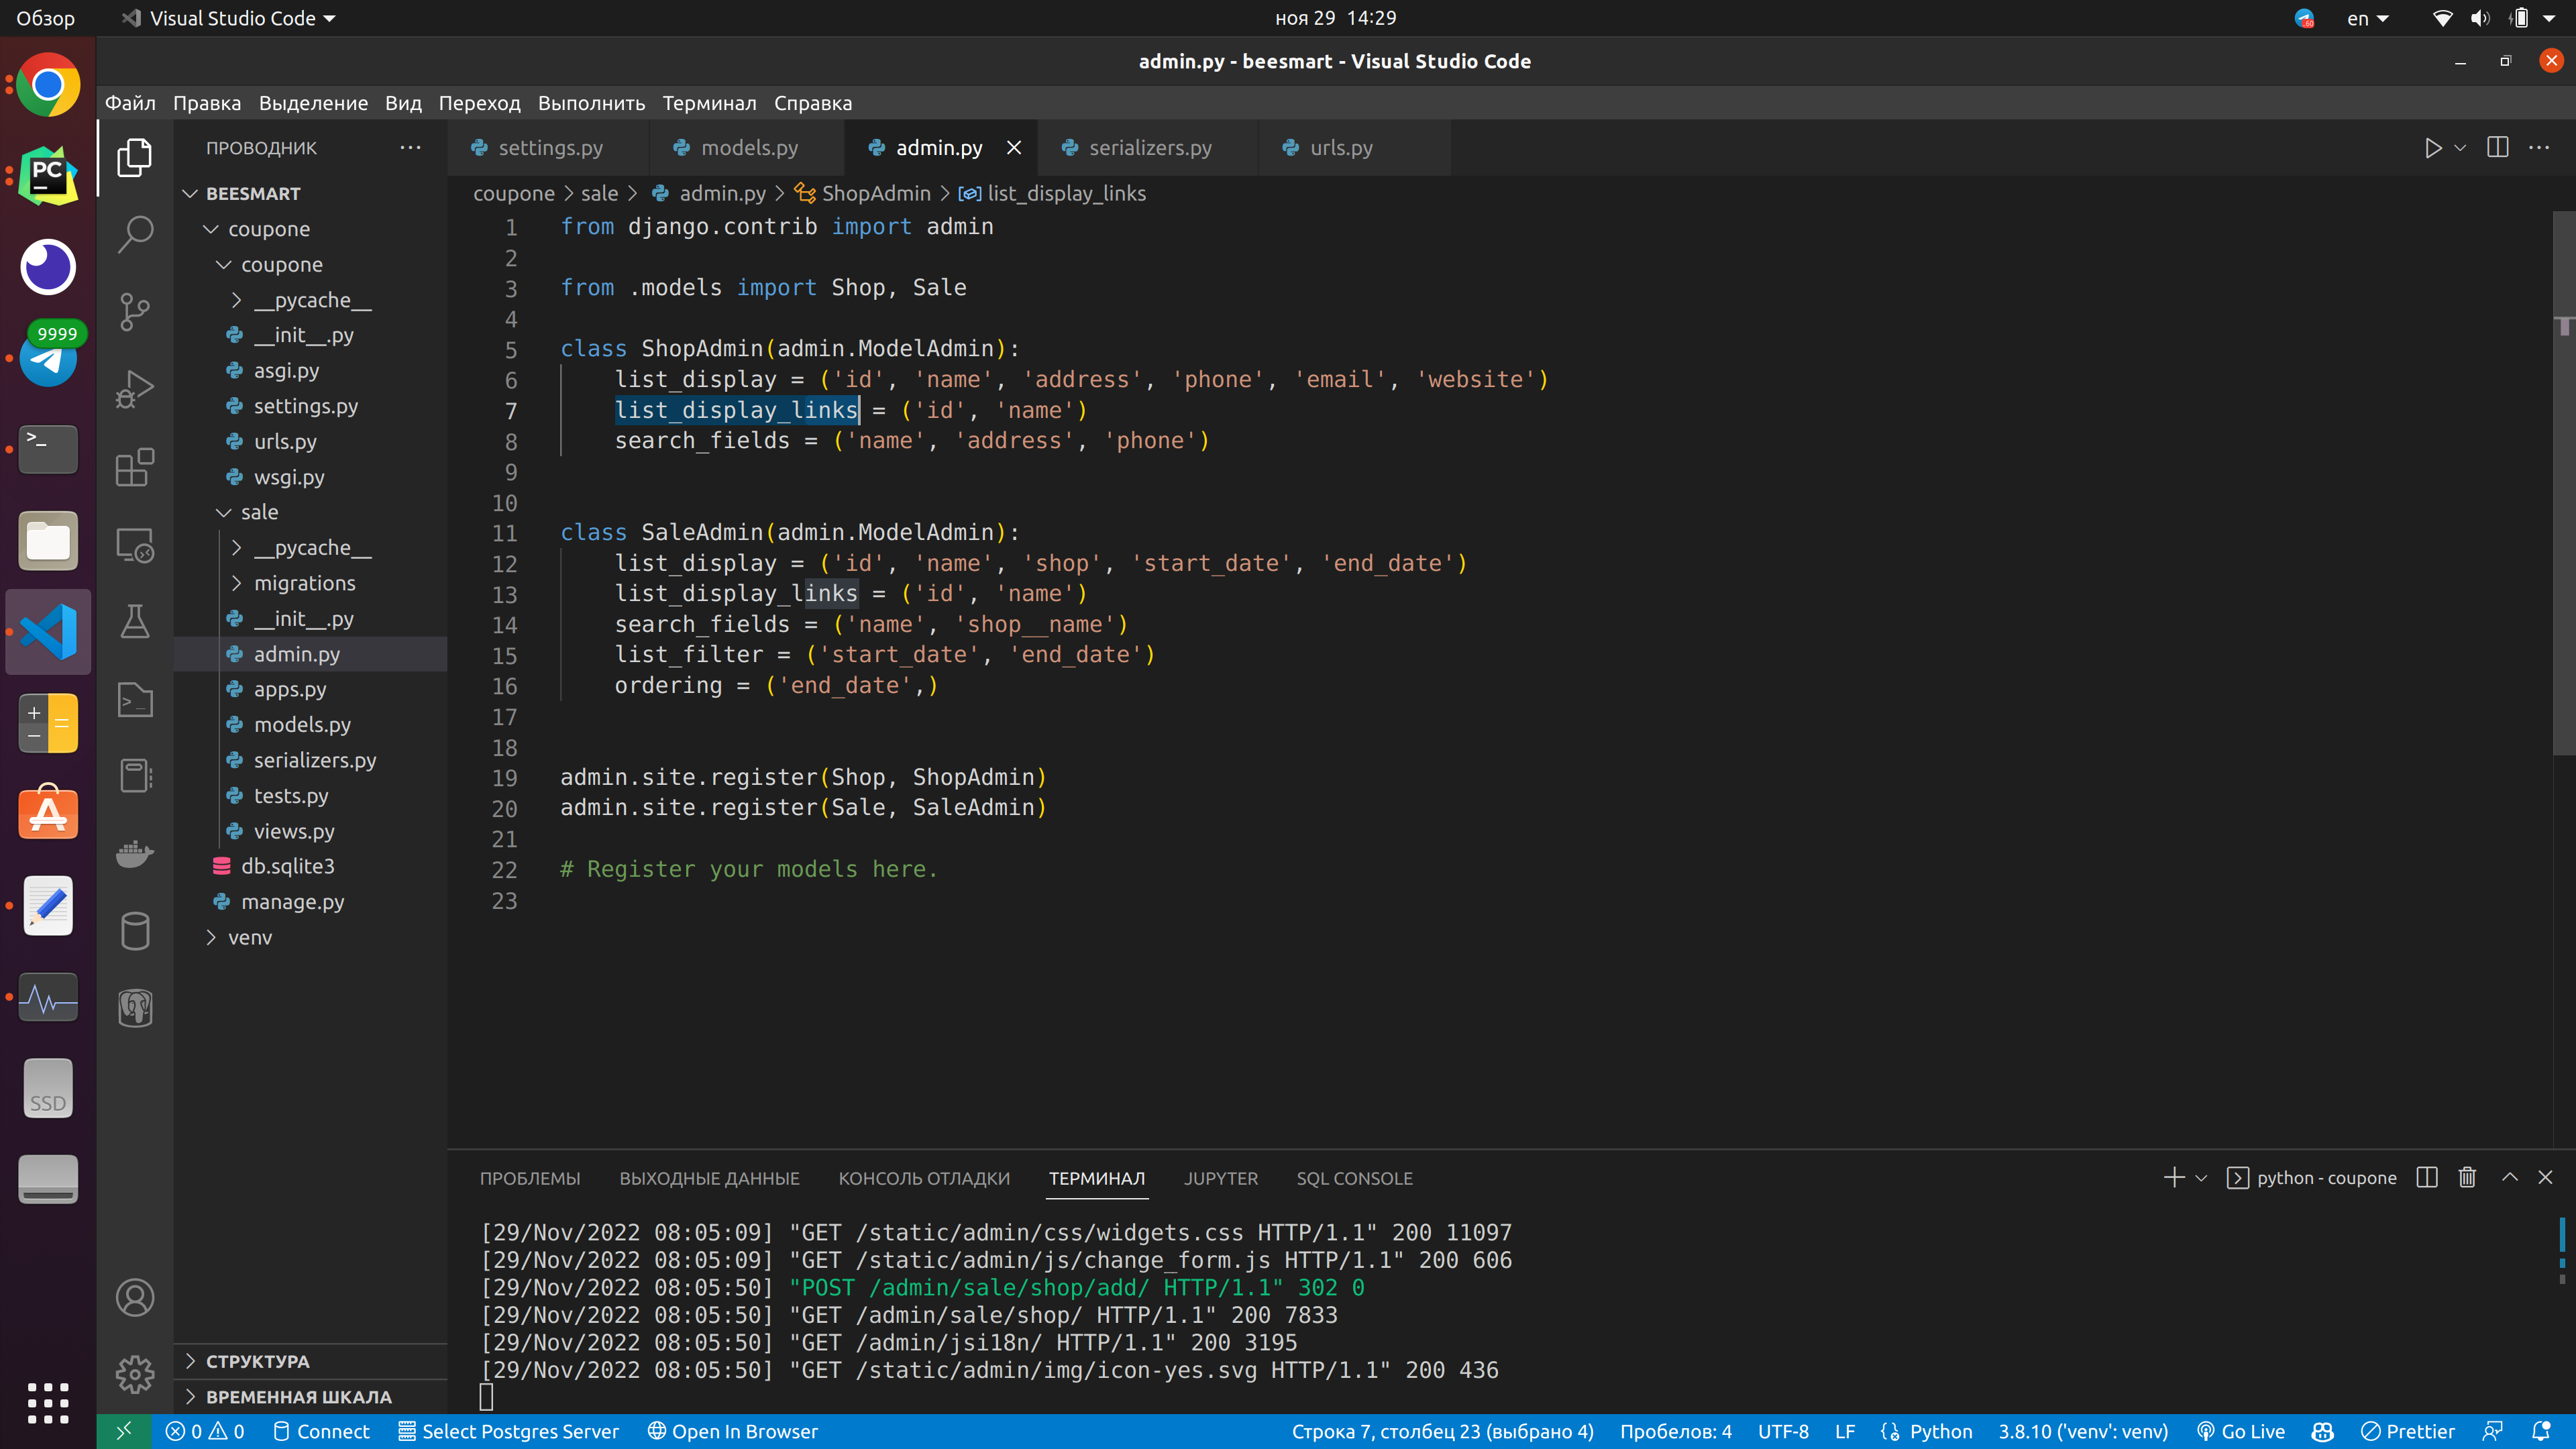 Обзор
Visual Studio Code
ноя 29 14:29
en
admin.py - beesmart - Visual Studio Code
Файл Правка Выделение Вид Переход Выполнить Терминал Справка
ПРОВОДНИК
settings.py
models.py
admin.py
serializers.py
urls.py
coupone > sale > admin.py > ShopAdmin > list_display_links
BEESMART
coupone
coupone
__pycache__
__init__.py
asgi.py
settings.py
urls.py
wsgi.py
sale
__pycache__
migrations
__init__.py
admin.py
apps.py
models.py
serializers.py
tests.py
views.py
db.sqlite3
manage.py
venv
СТРУКТУРА
ВРЕМЕННАЯ ШКАЛА
PC
9999
>_
SSD
1 from django.contrib import admin
2
3 from .models import Shop, Sale
4
5 class ShopAdmin(admin.ModelAdmin):
6     list_display = ('id', 'name', 'address', 'phone', 'email', 'website')
7     list_display_links = ('id', 'name')
8     search_fields = ('name', 'address', 'phone')
9
10
11 class SaleAdmin(admin.ModelAdmin):
12     list_display = ('id', 'name', 'shop', 'start_date', 'end_date')
13     list_display_links = ('id', 'name')
14     search_fields = ('name', 'shop__name')
15     list_filter = ('start_date', 'end_date')
16     ordering = ('end_date',)
17
18
19 admin.site.register(Shop, ShopAdmin)
20 admin.site.register(Sale, SaleAdmin)
21
22 # Register your models here.
23
ПРОБЛЕМЫ ВЫХОДНЫЕ ДАННЫЕ КОНСОЛЬ ОТЛАДКИ ТЕРМИНАЛ JUPYTER SQL CONSOLE
python - coupone
[29/Nov/2022 08:05:09] "GET /static/admin/css/widgets.css HTTP/1.1" 200 11097
[29/Nov/2022 08:05:09] "GET /static/admin/js/change_form.js HTTP/1.1" 200 606
[29/Nov/2022 08:05:50] "POST /admin/sale/shop/add/ HTTP/1.1" 302 0
[29/Nov/2022 08:05:50] "GET /admin/sale/shop/ HTTP/1.1" 200 7833
[29/Nov/2022 08:05:50] "GET /admin/jsi18n/ HTTP/1.1" 200 3195
[29/Nov/2022 08:05:50] "GET /static/admin/img/icon-yes.svg HTTP/1.1" 200 436
0 0 Connect Select Postgres Server Open In Browser
Строка 7, столбец 23 (выбрано 4) Пробелов: 4 UTF-8 LF Python 3.8.10 ('venv': venv) Go Live Prettier